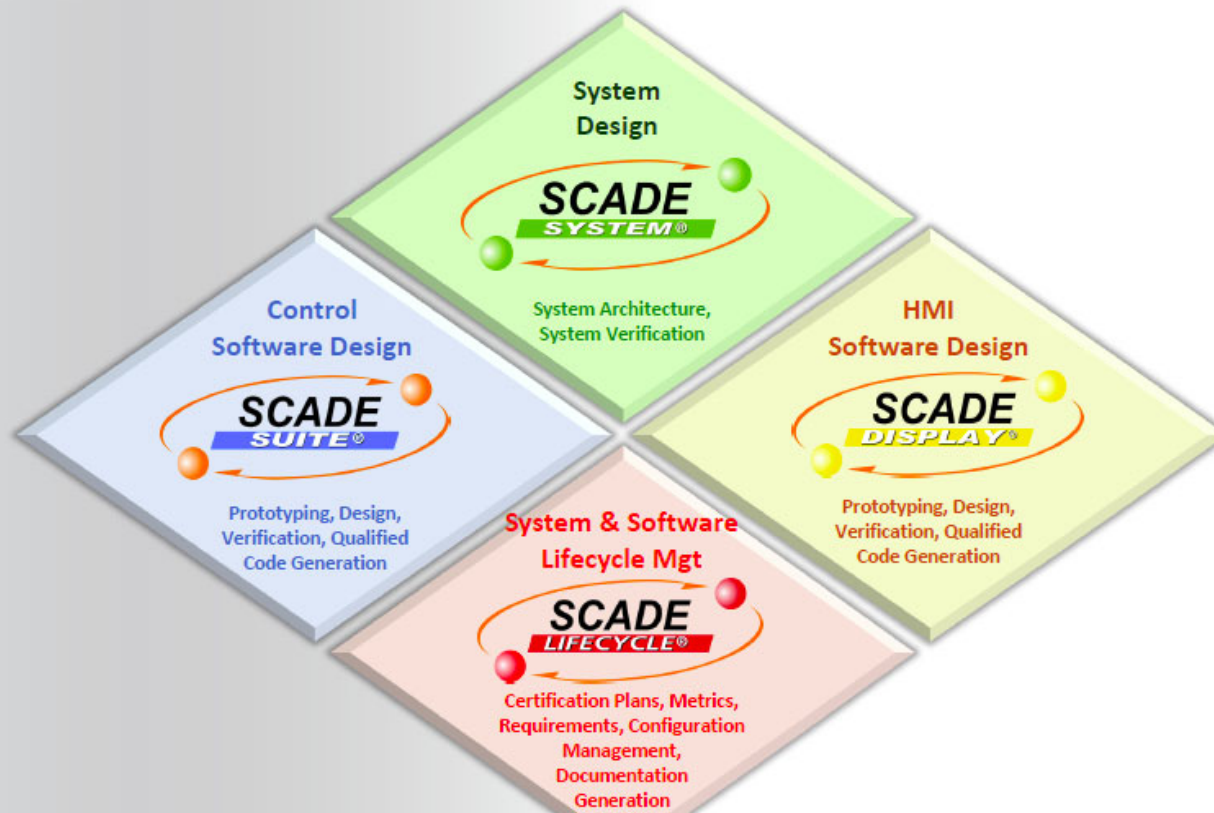 System
Design
SCADE
SYSTEM®
System Architecture,
System Verification
Control
Software Design
SCADE
SUITE®
Prototyping, Design,
Verification, Qualified
Code Generation
HMI
Software Design
SCADE
DISPLAY®
Prototyping, Design,
Verification, Qualified
Code Generation
System & Software
Lifecycle Mgt
SCADE
LIFECYCLE®
Certification Plans, Metrics,
Requirements, Configuration
Management,
Documentation
Generation